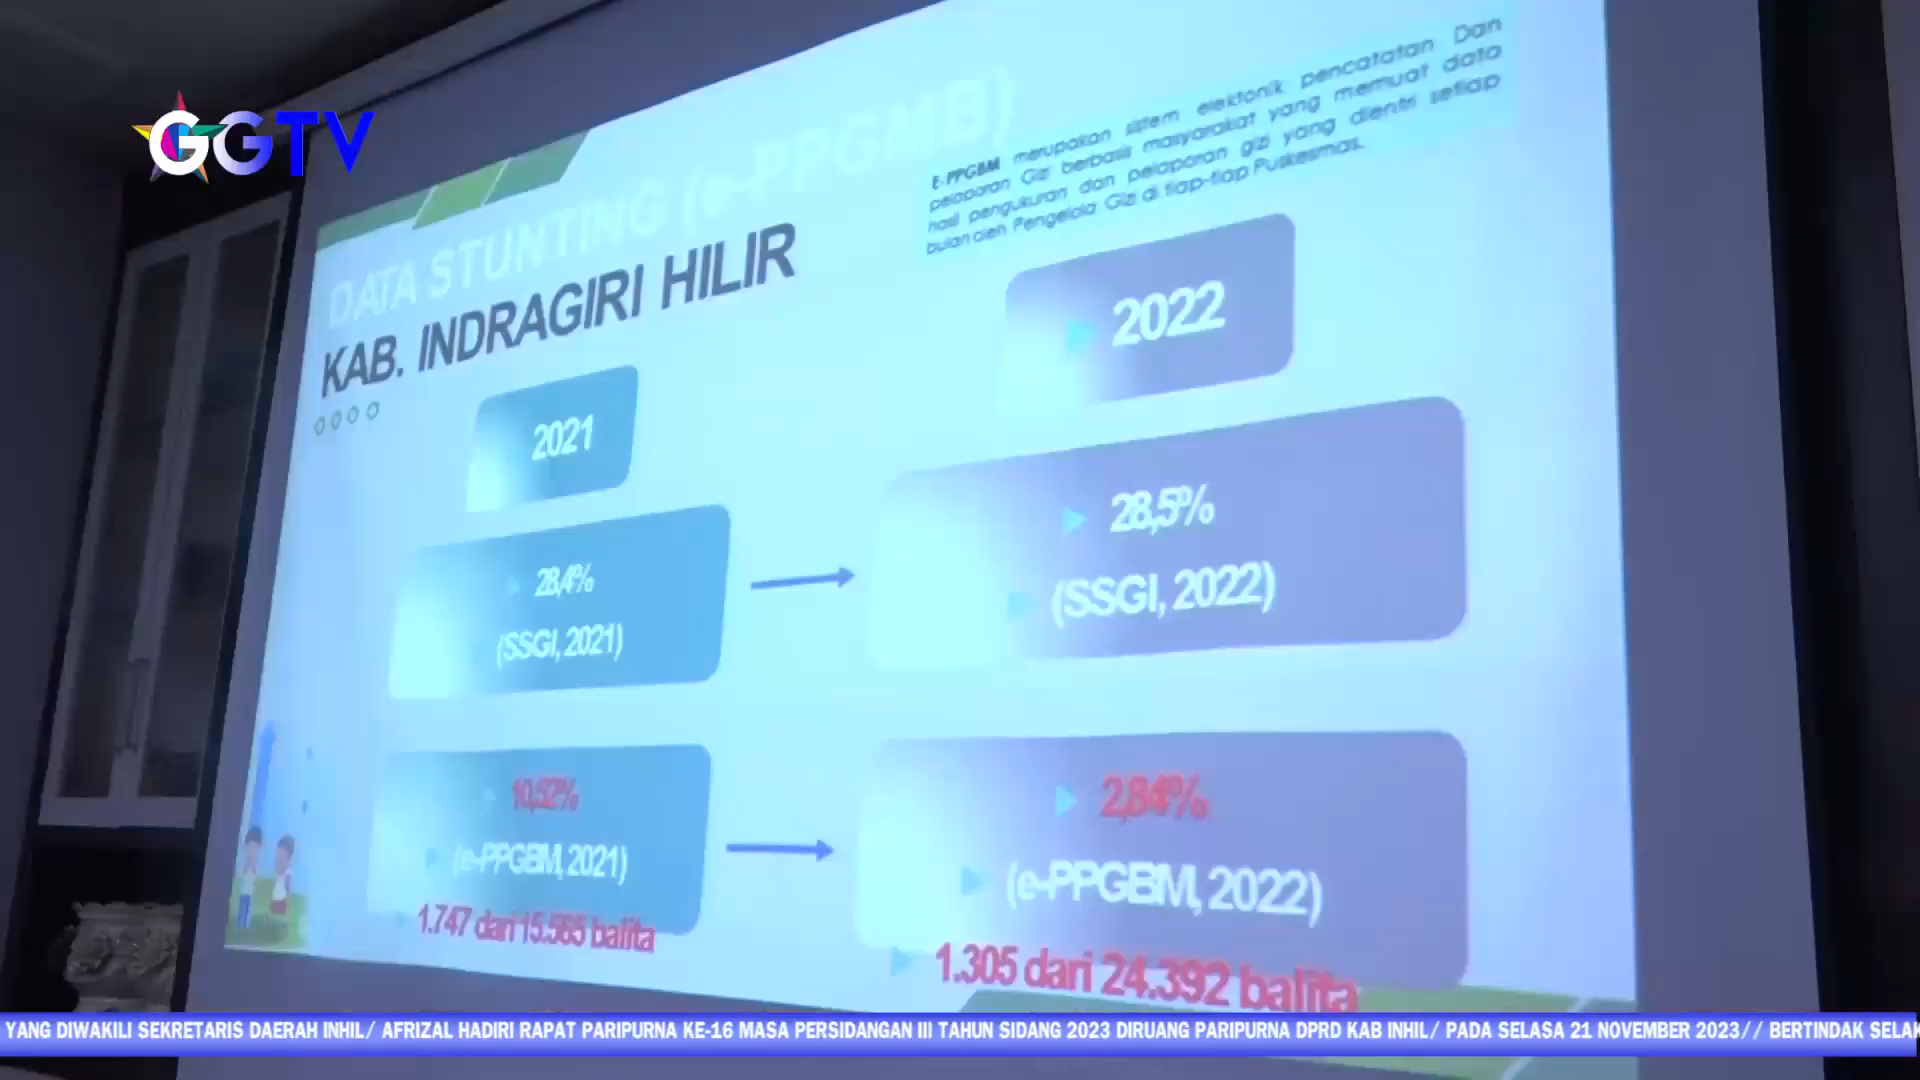 GGTV
DATA STUNTING (e-PPGMB)
KAB. INDRAGIRI HILIR
E-PPGBM merupakan sistem elektonik pencatatan Dan
pelaporan Gizi berbasis masyarakat yang memuat data
hasil pengukuran dan pelaporan gizi yang dientri setiap
bulan oleh Pengelola Gizi di tiap-tiap Puskesmas.
2021
28,4%
(SSGI, 2021)
10,52%
(e-PPGBM, 2021)
1.747 dari 15.565 balita
2022
28,5%
(SSGI, 2022)
2,84%
(e-PPGBM, 2022)
1.305 dari 24.392 balita
YANG DIWAKILI SEKRETARIS DAERAH INHIL/ AFRIZAL HADIRI RAPAT PARIPURNA KE-16 MASA PERSIDANGAN III TAHUN SIDANG 2023 DIRUANG PARIPURNA DPRD KAB INHIL/ PADA SELASA 21 NOVEMBER 2023// BERTINDAK SELAK